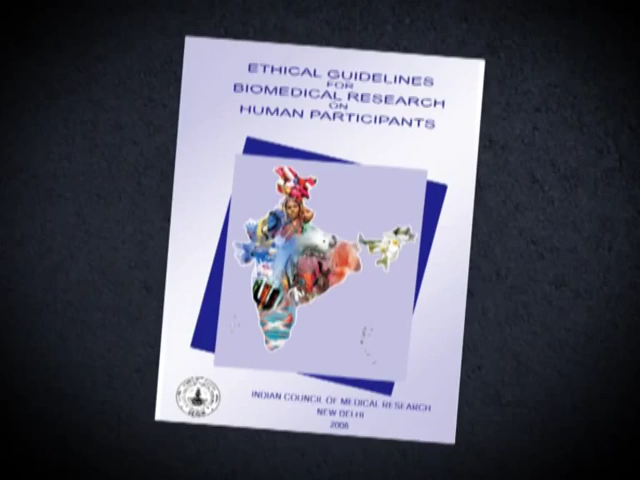 ETHICAL GUIDELINES
FOR
BIOMEDICAL RESEARCH
ON
HUMAN PARTICIPANTS
INDIAN COUNCIL OF MEDICAL RESEARCH
NEW DELHI
2006